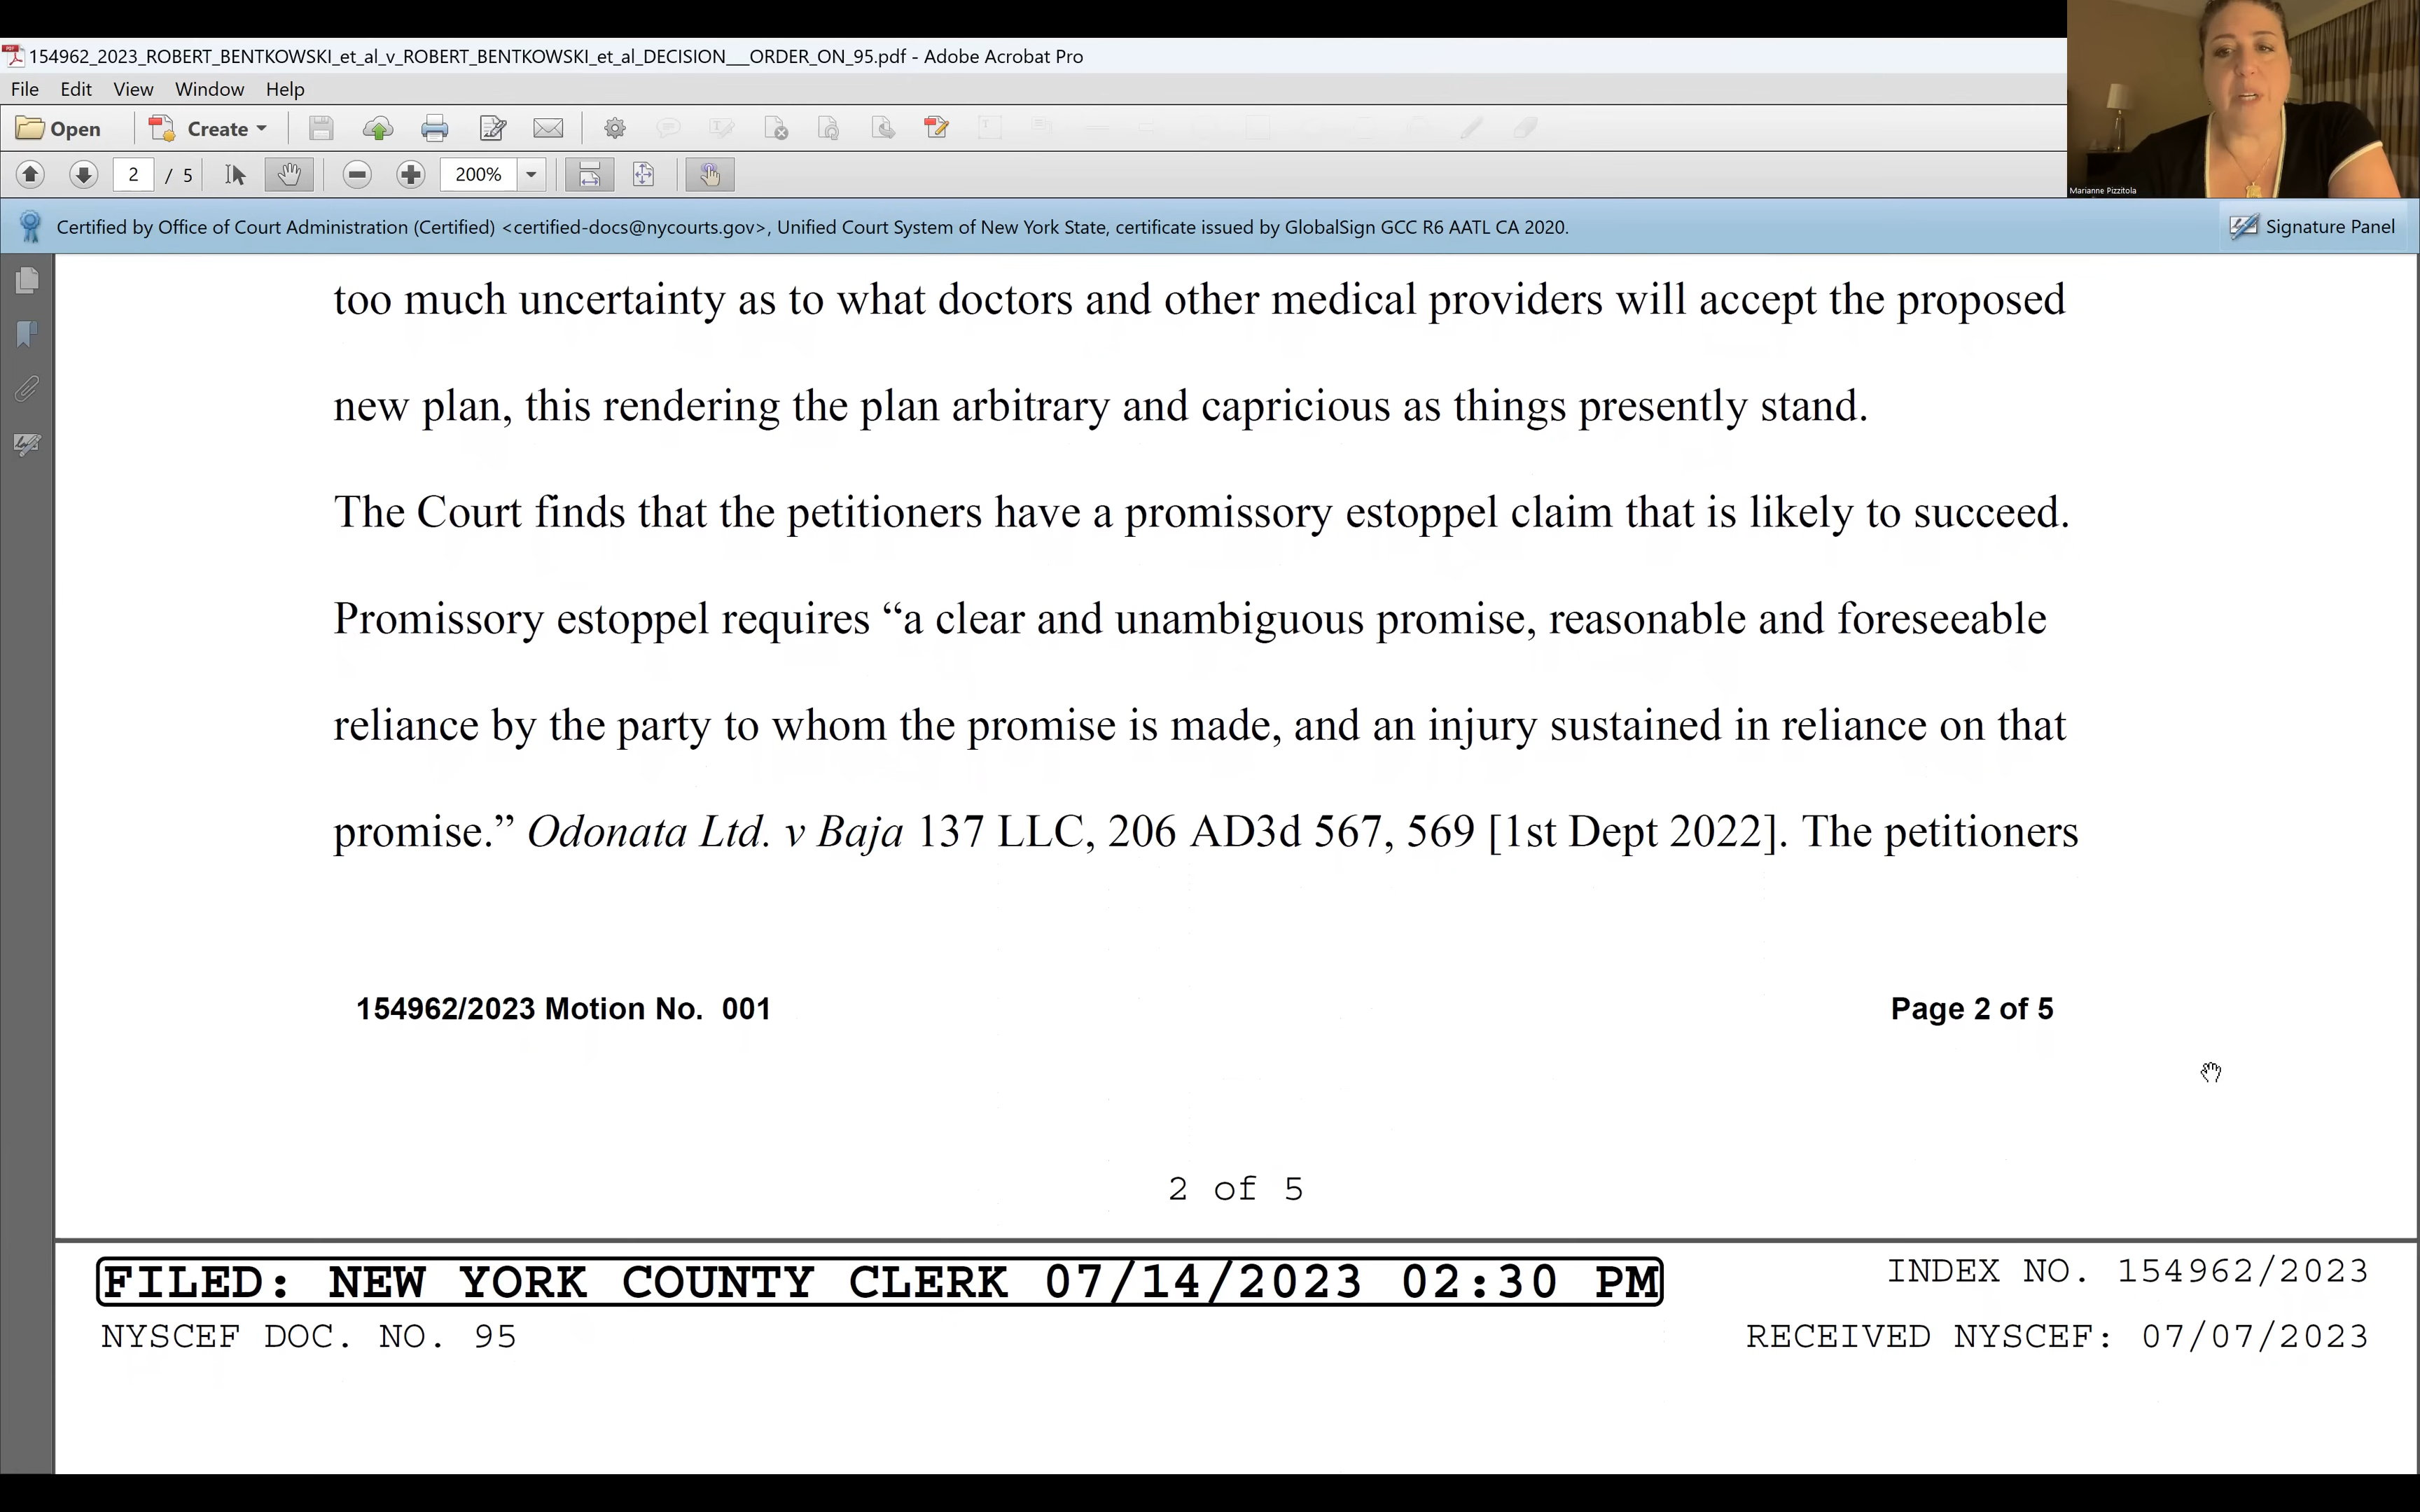 154962_2023_ROBERT_BENTKOWSKI_et_al_v_ROBERT_BENTKOWSKI_et_al_DECISION___ORDER_ON_95.pdf - Adobe Acrobat Pro
File Edit View Window Help
Open Create
2 / 5 200%
Marianne Pizzitola
Certified by Office of Court Administration (Certified) <certified-docs@nycourts.gov>, Unified Court System of New York State, certificate issued by GlobalSign GCC R6 AATL CA 2020.
Signature Panel
too much uncertainty as to what doctors and other medical providers will accept the proposed
new plan, this rendering the plan arbitrary and capricious as things presently stand.
The Court finds that the petitioners have a promissory estoppel claim that is likely to succeed.
Promissory estoppel requires “a clear and unambiguous promise, reasonable and foreseeable
reliance by the party to whom the promise is made, and an injury sustained in reliance on that
promise.” Odonata Ltd. v Baja 137 LLC, 206 AD3d 567, 569 [1st Dept 2022]. The petitioners
154962/2023 Motion No. 001
Page 2 of 5
2 of 5
FILED: NEW YORK COUNTY CLERK 07/14/2023 02:30 PM
INDEX NO. 154962/2023
NYSCEF DOC. NO. 95
RECEIVED NYSCEF: 07/07/2023